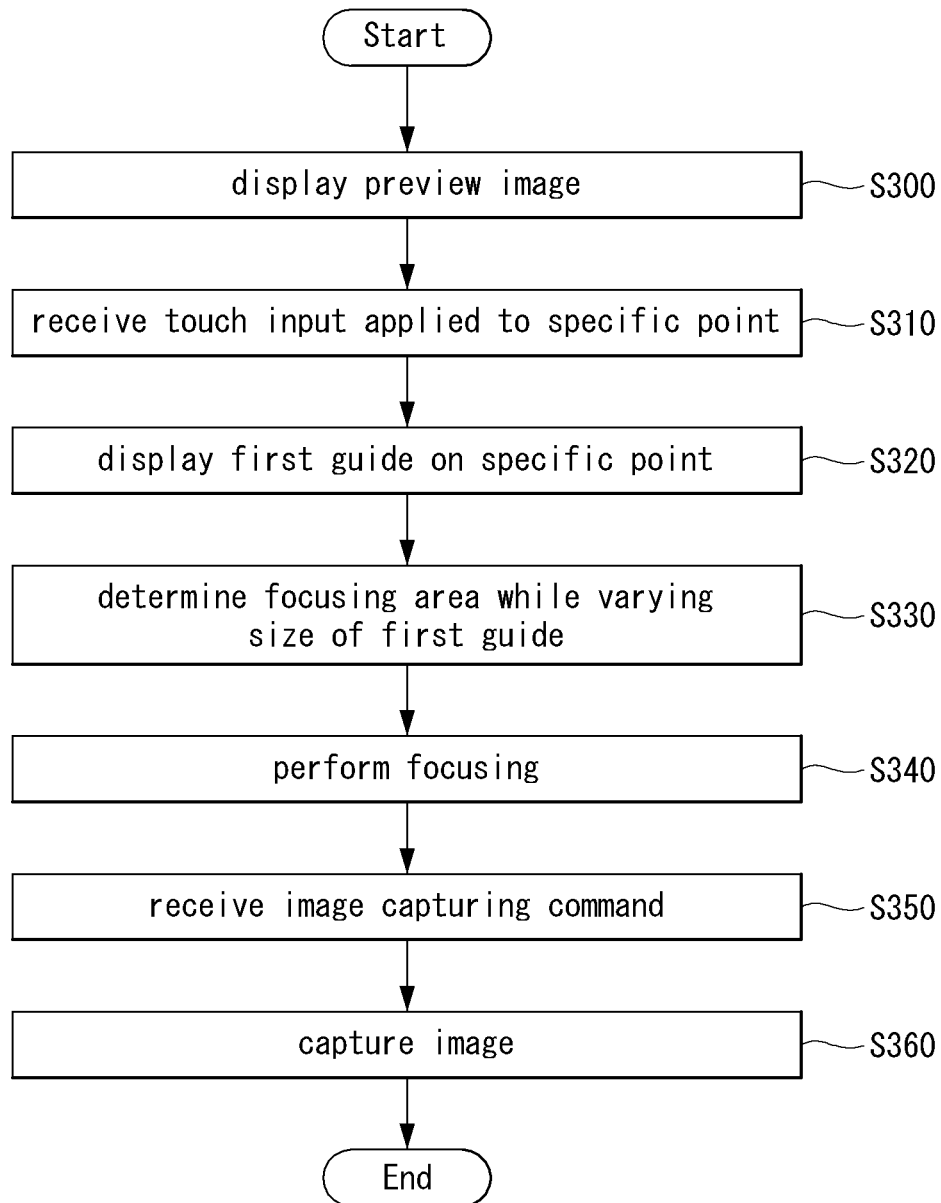 Start
display preview image
S300
receive touch input applied to specific point
S310
display first guide on specific point
S320
determine focusing area while varying
size of first guide
S330
perform focusing
S340
receive image capturing command
S350
capture image
S360
End